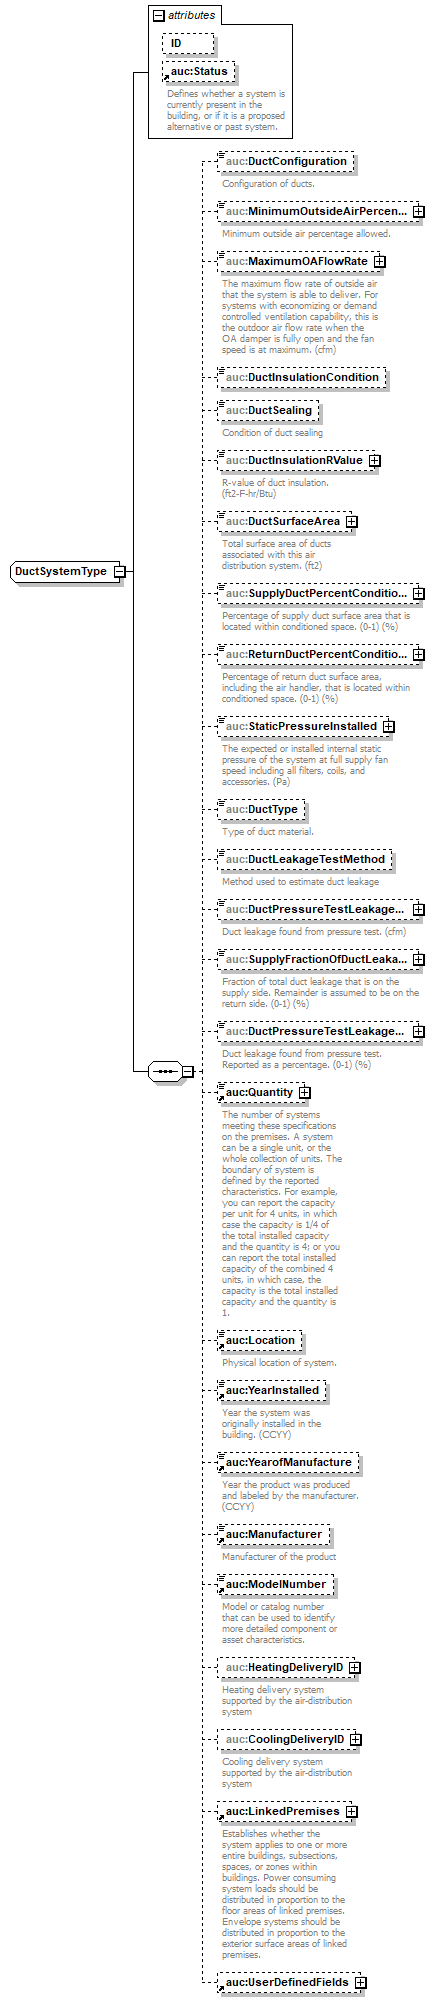 attributes
ID
auc:Status
Defines whether a system is
currently present in the
building, or if it is a proposed
alternative or past system.
auc:DuctConfiguration
Configuration of ducts.
auc:MinimumOutsideAirPercen...
Minimum outside air percentage allowed.
auc:MaximumOAFlowRate
The maximum flow rate of outside air
that the system is able to deliver. For
systems with economizing or demand
controlled ventilation capability, this is
the outdoor air flow rate when the
OA damper is fully open and the fan
speed is at maximum. (cfm)
auc:DuctInsulationCondition
auc:DuctSealing
Condition of duct sealing
auc:DuctInsulationRValue
R-value of duct insulation.
(ft2-F-hr/Btu)
auc:DuctSurfaceArea
Total surface area of ducts
associated with this air
distribution system. (ft2)
DuctSystemType
auc:SupplyDuctPercentConditio...
Percentage of supply duct surface area that is
located within conditioned space. (0-1) (%)
auc:ReturnDuctPercentConditio...
Percentage of return duct surface area,
including the air handler, that is located within
conditioned space. (0-1) (%)
auc:StaticPressureInstalled
The expected or installed internal static
pressure of the system at full supply fan
speed including all filters, coils, and
accessories. (Pa)
auc:DuctType
Type of duct material.
auc:DuctLeakageTestMethod
Method used to estimate duct leakage
auc:DuctPressureTestLeakage...
Duct leakage found from pressure test. (cfm)
auc:SupplyFractionOfDuctLeaka...
Fraction of total duct leakage that is on the
supply side. Remainder is assumed to be on the
return side. (0-1) (%)
auc:DuctPressureTestLeakage...
Duct leakage found from pressure test.
Reported as a percentage. (0-1) (%)
auc:Quantity
The number of systems
meeting these specifications
on the premises. A system
can be a single unit, or the
whole collection of units. The
boundary of system is
defined by the reported
characteristics. For example,
you can report the capacity
per unit for 4 units, in which
case the capacity is 1/4 of
the total installed capacity
and the quantity is 4; or you
can report the total installed
capacity of the combined 4
units, in which case, the
capacity is the total installed
capacity and the quantity is
1.
auc:Location
Physical location of system.
auc:YearInstalled
Year the system was
originally installed in the
building. (CCYY)
auc:YearofManufacture
Year the product was produced
and labeled by the manufacturer.
(CCYY)
auc:Manufacturer
Manufacturer of the product
auc:ModelNumber
Model or catalog number
that can be used to identify
more detailed component or
asset characteristics.
auc:HeatingDeliveryID
Heating delivery system
supported by the air-distribution
system
auc:CoolingDeliveryID
Cooling delivery system
supported by the air-distribution
system
auc:LinkedPremises
Establishes whether the
system applies to one or more
entire buildings, subsections,
spaces, or zones within
buildings. Power consuming
system loads should be
distributed in proportion to the
floor areas of linked premises.
Envelope systems should be
distributed in proportion to the
exterior surface areas of linked
premises.
auc:UserDefinedFields